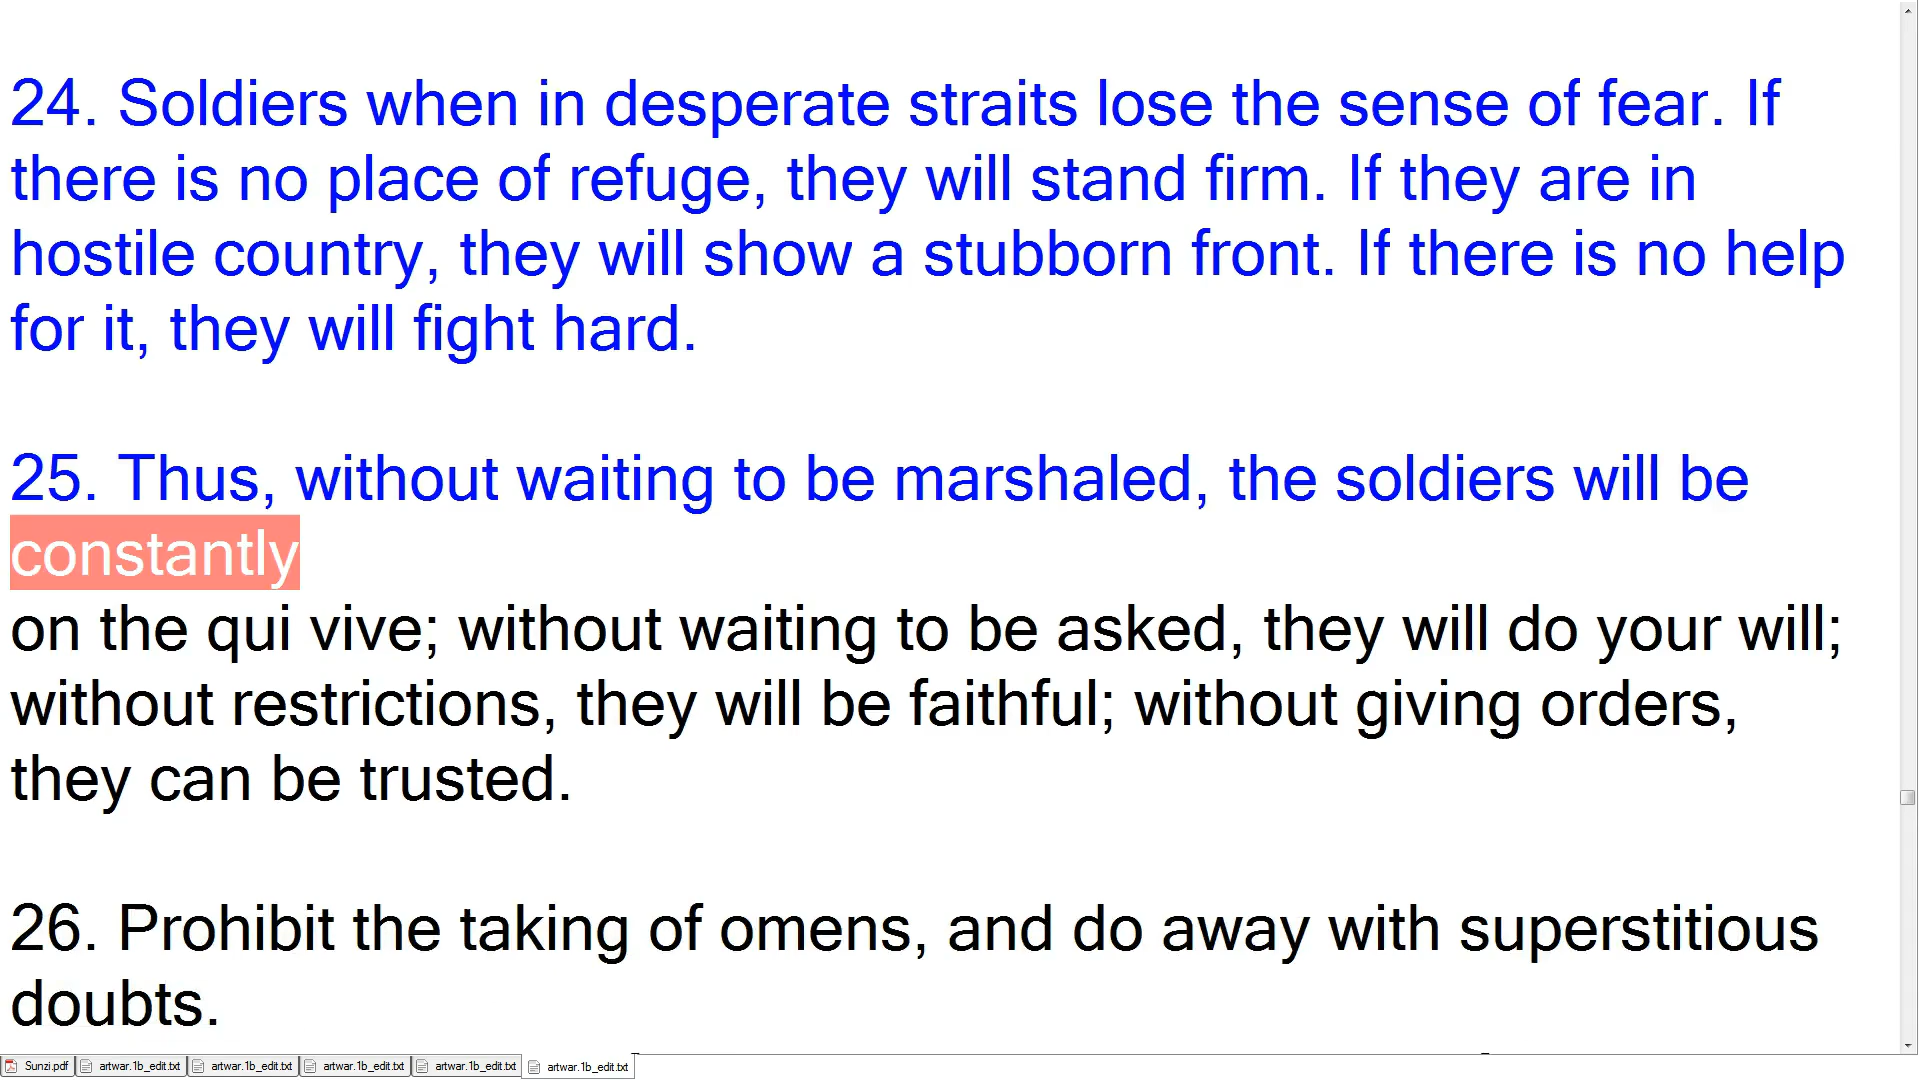 24. Soldiers when in desperate straits lose the sense of fear. If
there is no place of refuge, they will stand firm. If they are in
hostile country, they will show a stubborn front. If there is no help
for it, they will fight hard.
25. Thus, without waiting to be marshaled, the soldiers will be
constantly
on the qui vive; without waiting to be asked, they will do your will;
without restrictions, they will be faithful; without giving orders,
they can be trusted.
26. Prohibit the taking of omens, and do away with superstitious
doubts.
Sunzi.pdf artwar.1b_edit.txt artwar.1b_edit.txt artwar.1b_edit.txt artwar.1b_edit.txt artwar.1b_edit.txt